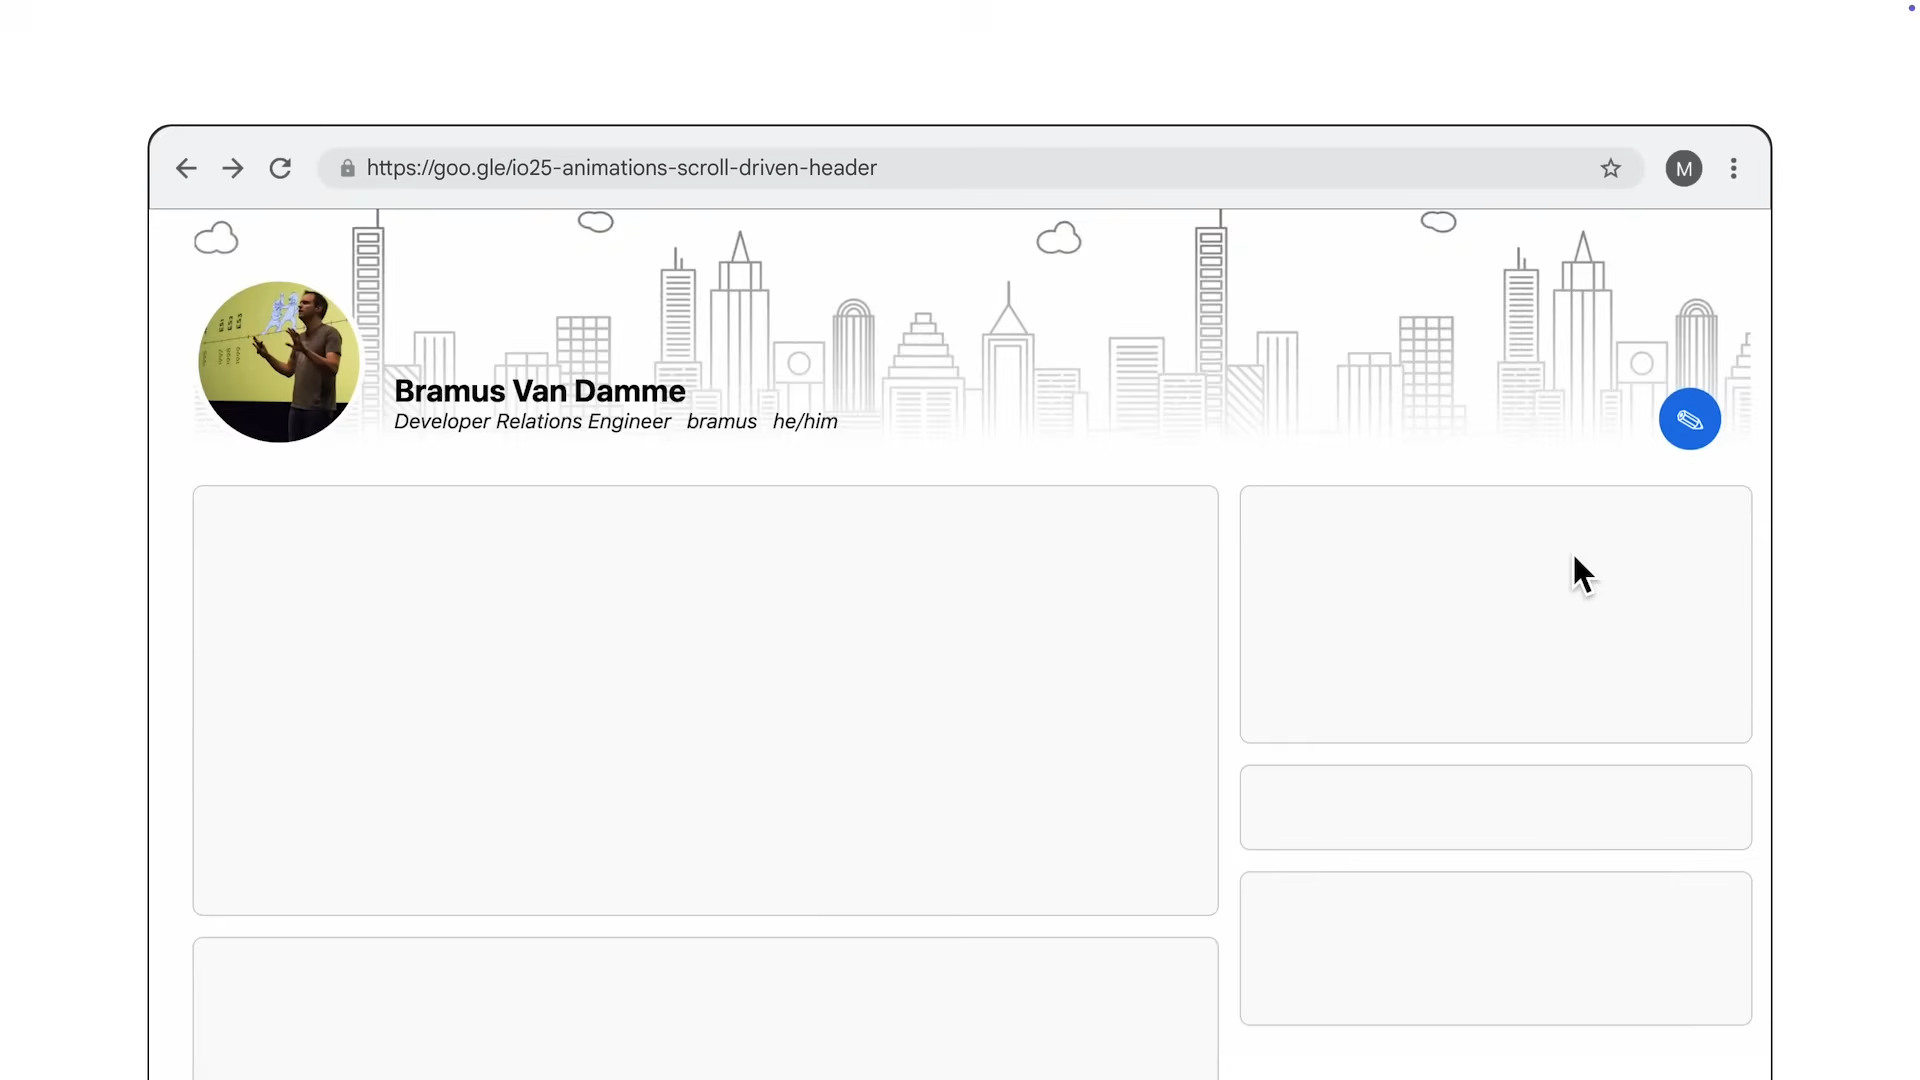 https://goo.gle/io25-animations-scroll-driven-header
M
Bramus Van Damme
Developer Relations Engineer bramus he/him